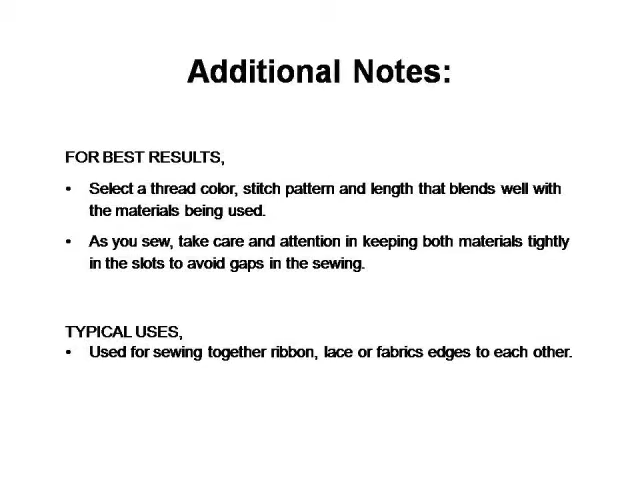 Additional Notes:
FOR BEST RESULTS,
• Select a thread color, stitch pattern and length that blends well with
the materials being used.
• As you sew, take care and attention in keeping both materials tightly
in the slots to avoid gaps in the sewing.
TYPICAL USES,
• Used for sewing together ribbon, lace or fabrics edges to each other.